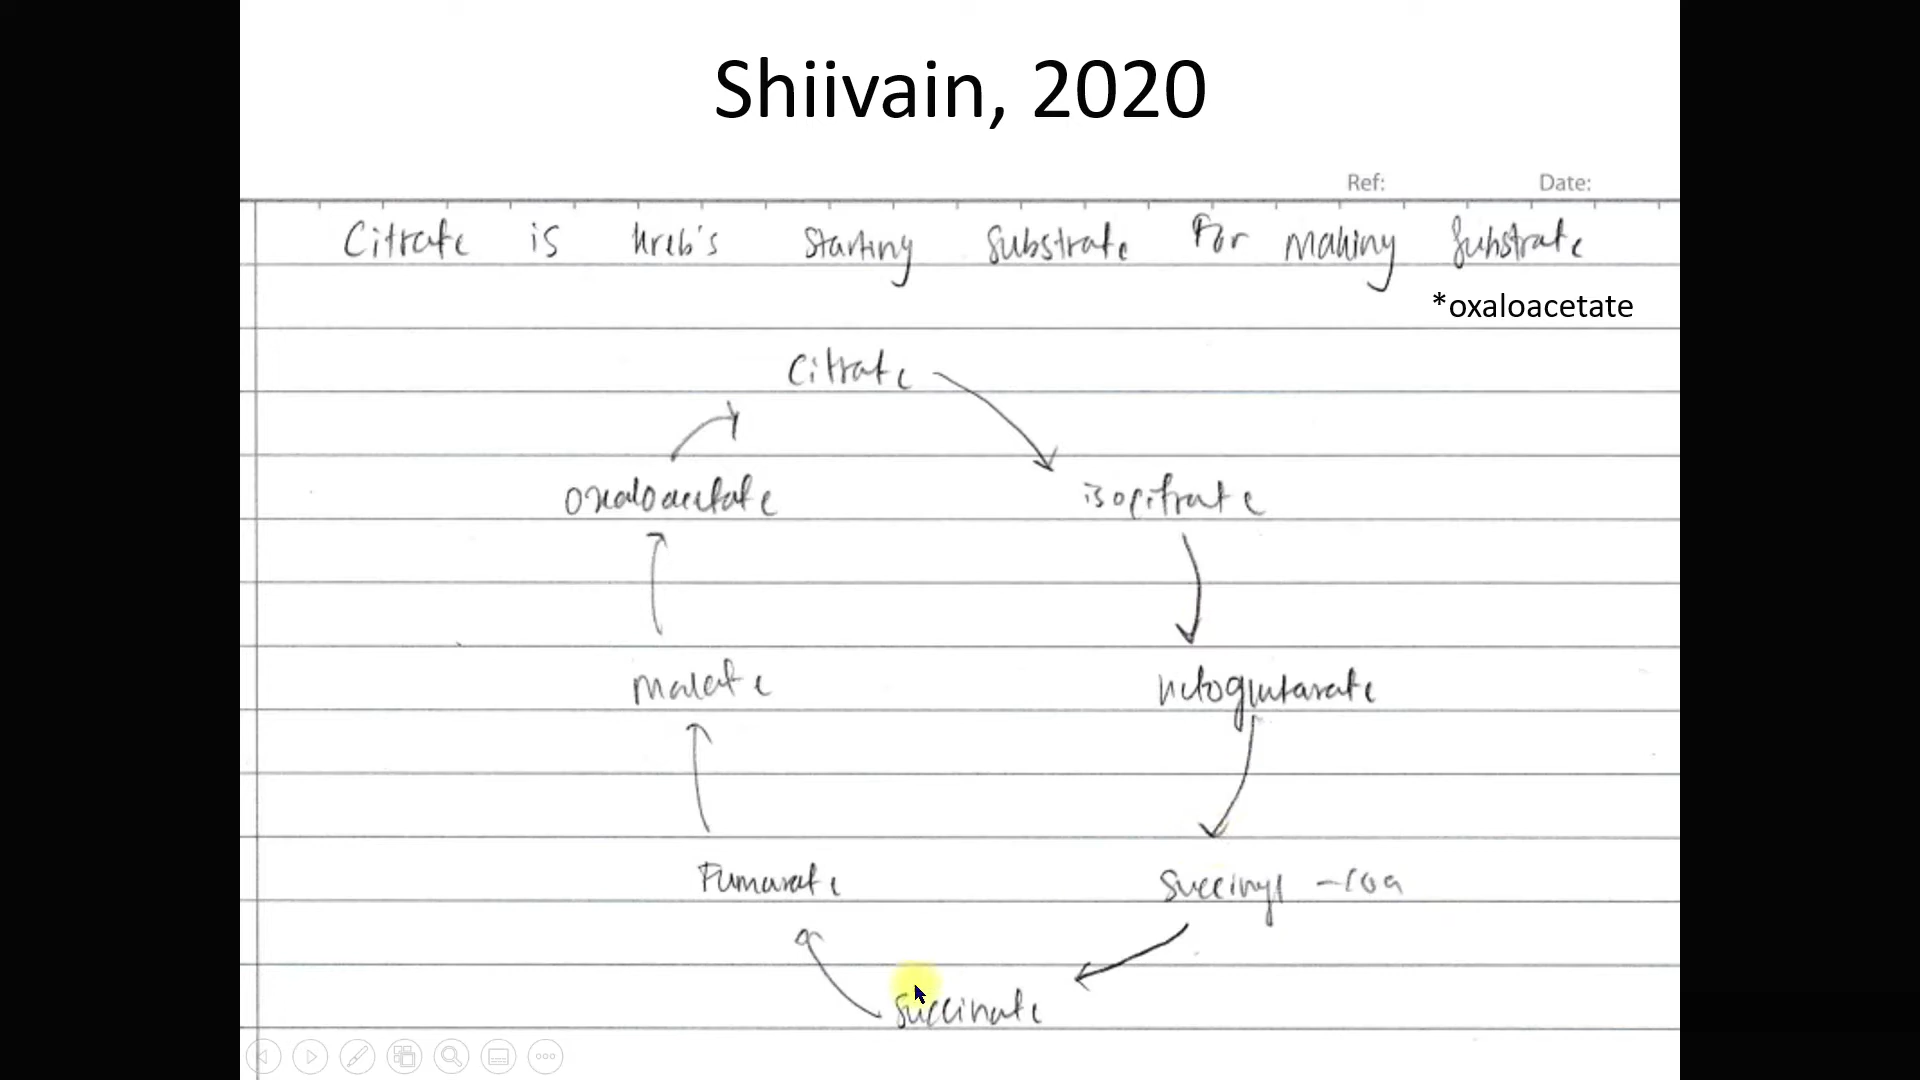 Shiivain, 2020
Ref: Date:
Citrate is kreb's starting substrate for making substrate
*oxaloacetate
Citrate
oxaloacetate isocitrate
malate ketoglutarate
Fumarate Succinyl -coa
Succinate